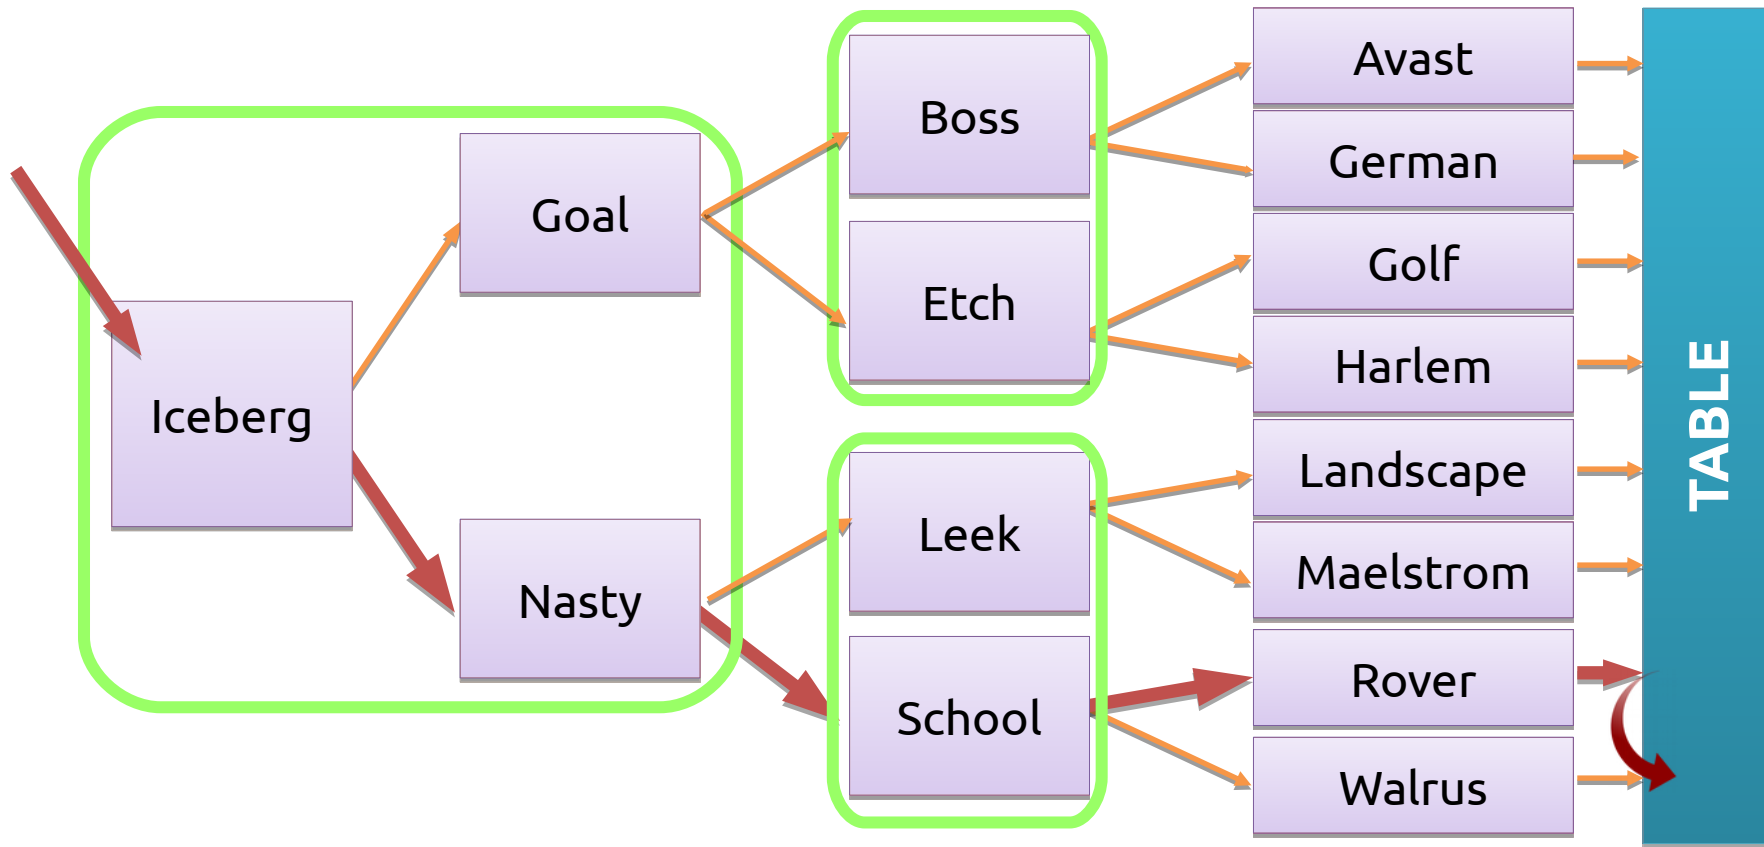 Iceberg
Goal
Nasty
Boss
Etch
Leek
School
Avast
German
Golf
Harlem
Landscape
Maelstrom
Rover
Walrus
TABLE